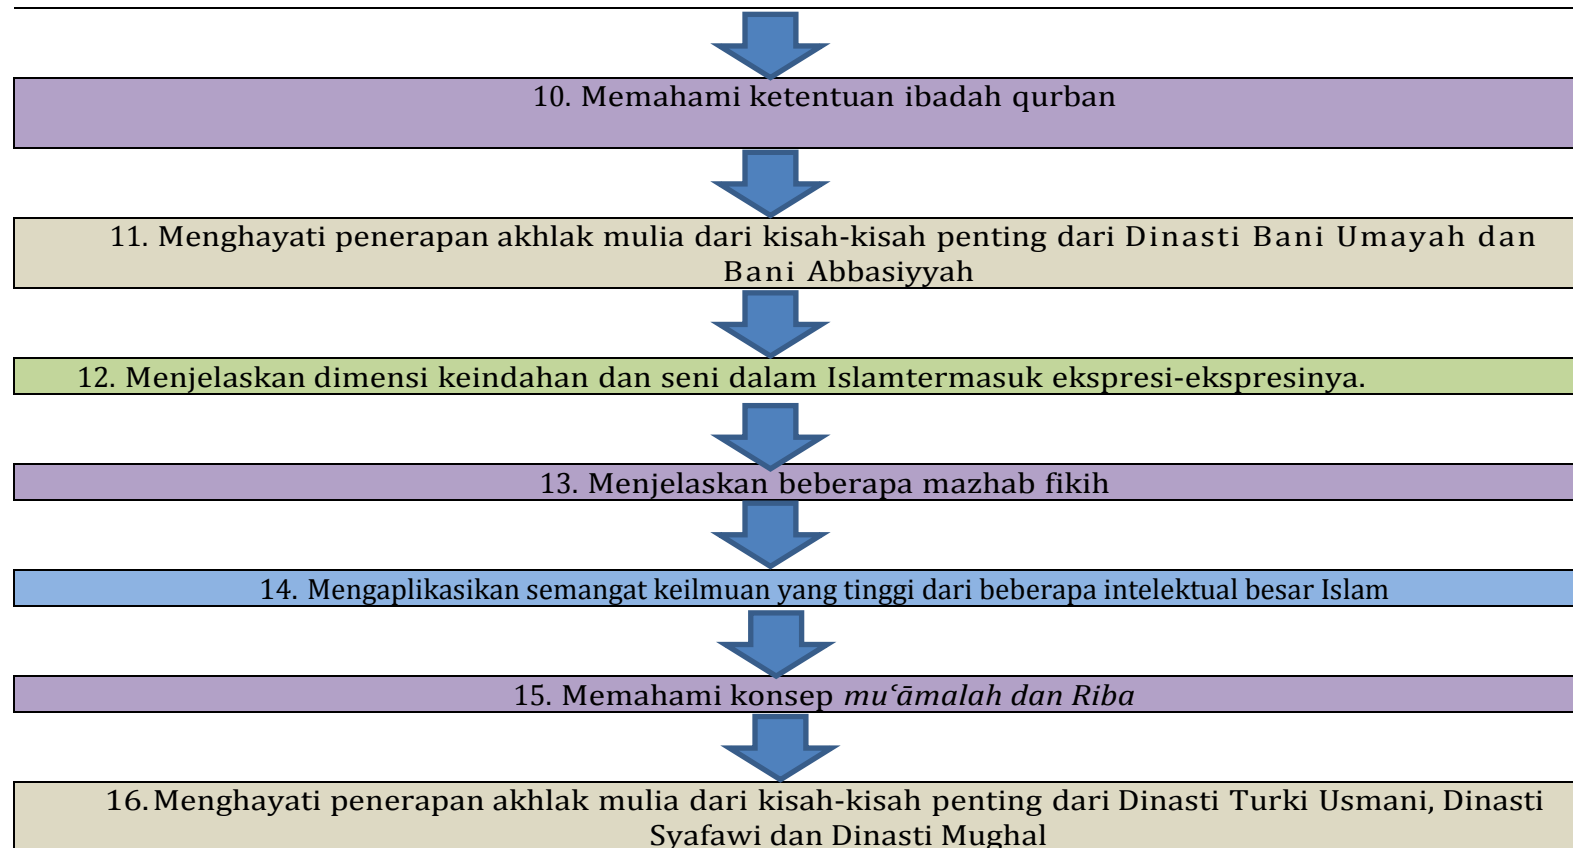 10. Memahami ketentuan ibadah qurban
11. Menghayati penerapan akhlak mulia dari kisah-kisah penting dari Dinasti Bani Umayah dan
Bani Abbasiyyah
12. Menjelaskan dimensi keindahan dan seni dalam Islamtermasuk ekspresi-ekspresinya.
13. Menjelaskan beberapa mazhab fikih
14. Mengaplikasikan semangat keilmuan yang tinggi dari beberapa intelektual besar Islam
15. Memahami konsep muʿāmalah dan Riba
16. Menghayati penerapan akhlak mulia dari kisah-kisah penting dari Dinasti Turki Usmani, Dinasti
Syafawi dan Dinasti Mughal